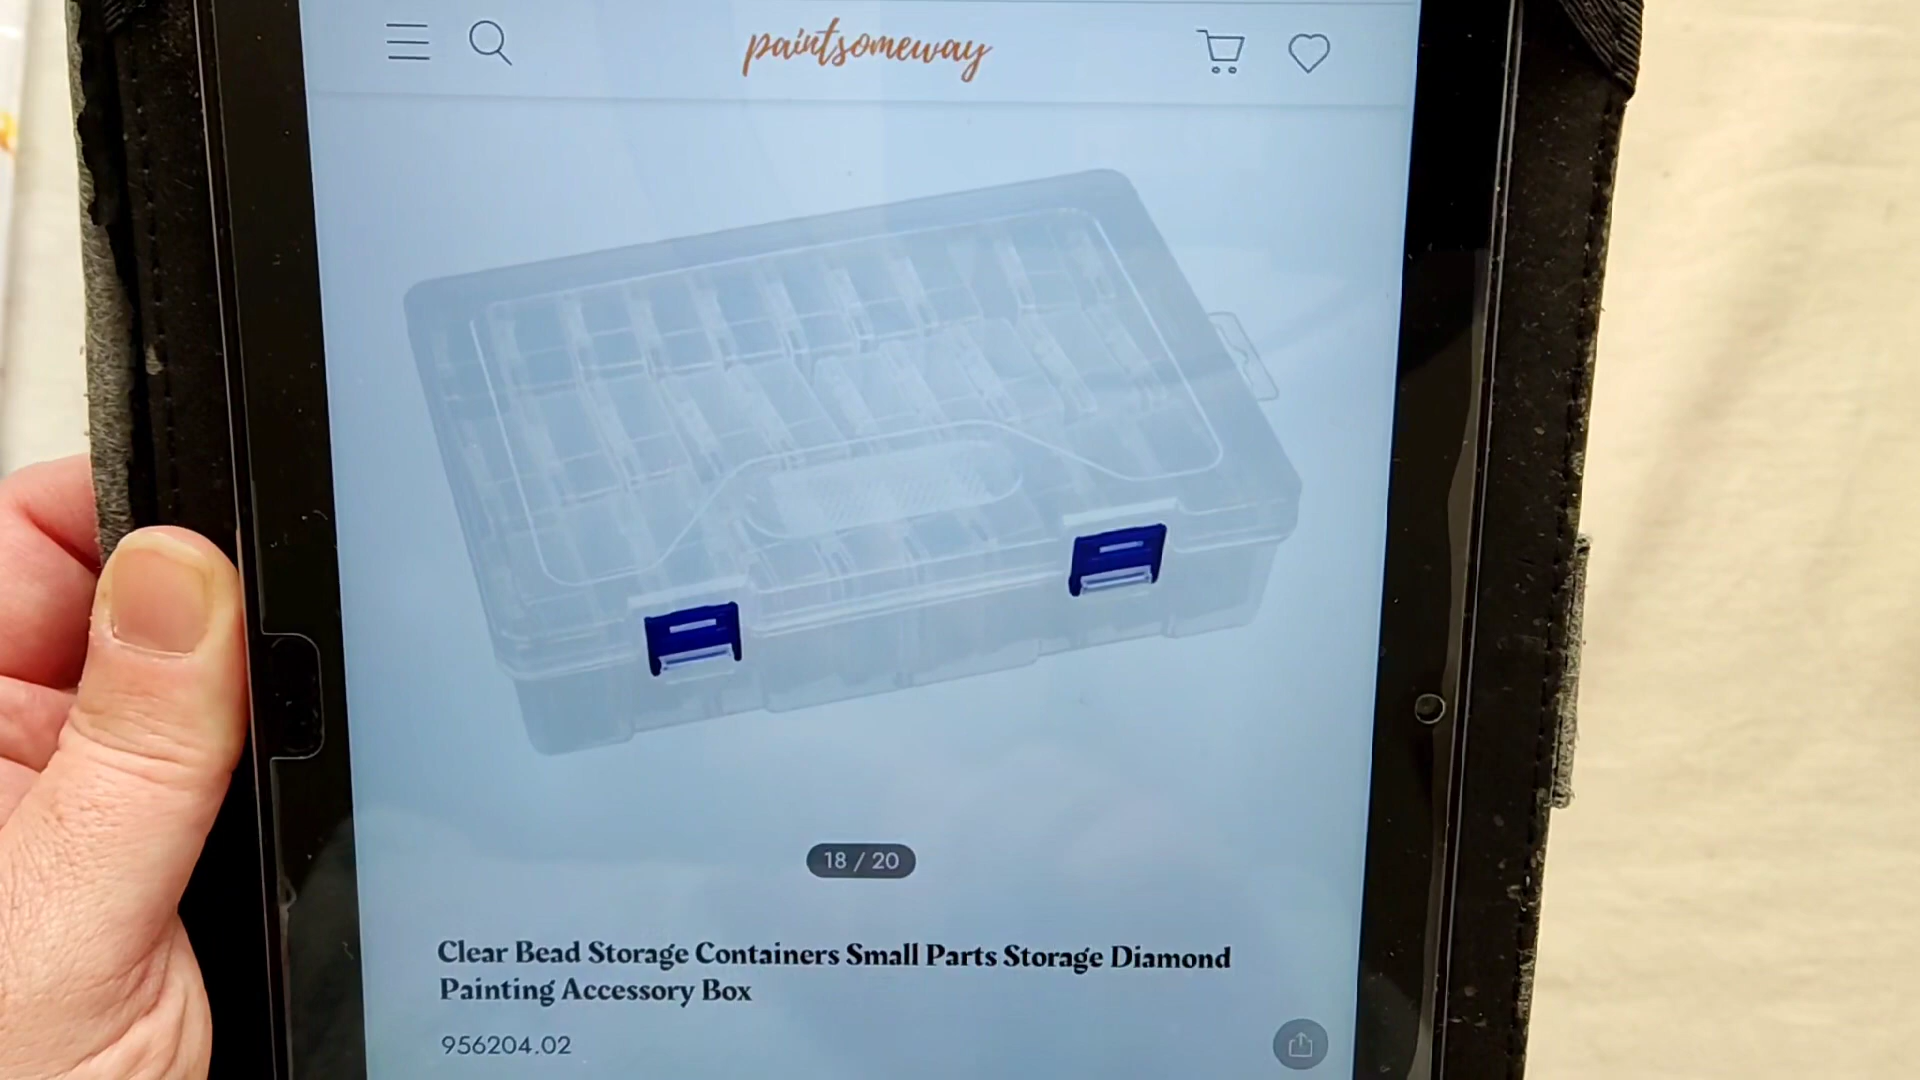 paintsomeway
18 / 20
Clear Bead Storage Containers Small Parts Storage Diamond
Painting Accessory Box
956204.02